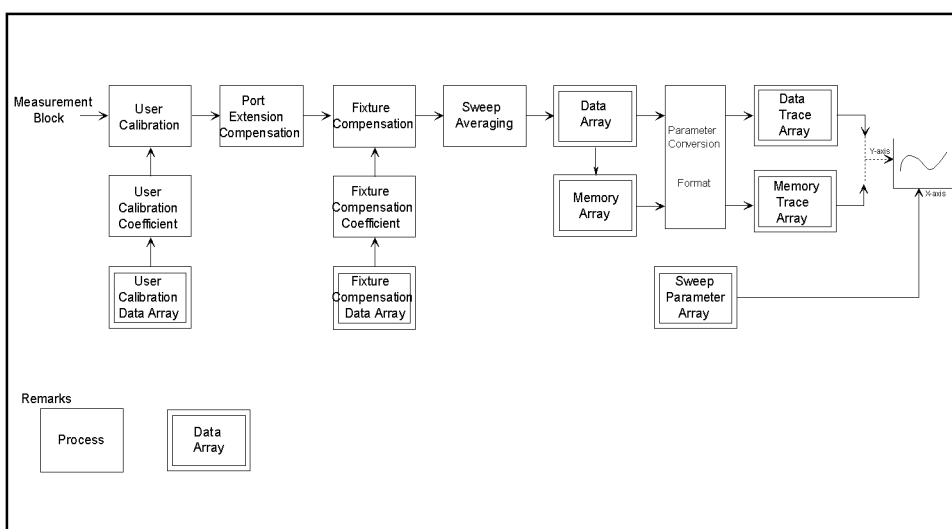 Measurement
Block
User
Calibration
Port
Extension
Compensation
Fixture
Compensation
Sweep
Averaging
Data
Array
Parameter
Conversion
Format
Data
Trace
Array
Y-axis
X-axis
User
Calibration
Coefficient
Fixture
Compensation
Coefficient
Memory
Array
Memory
Trace
Array
User
Calibration
Data Array
Fixture
Compensation
Data Array
Sweep
Parameter
Array
Remarks
Process
Data
Array